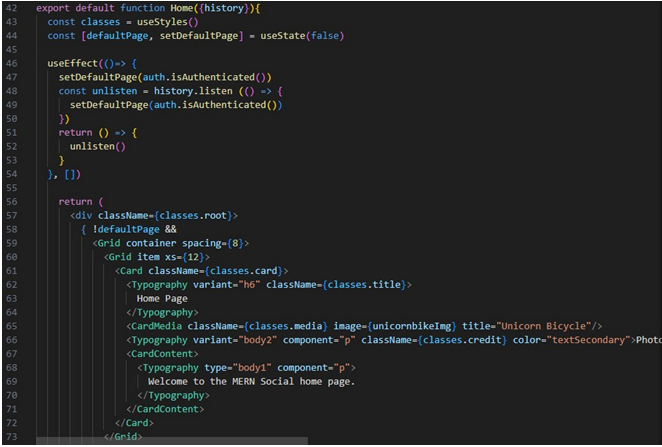 42 export default function Home({history}){
43 const classes = useStyles()
44 const [defaultPage, setDefaultPage] = useState(false)
45
46 useEffect(()=> {
47 setDefaultPage(auth.isAuthenticated())
48 const unlisten = history.listen (() => {
49 setDefaultPage(auth.isAuthenticated())
50 })
51 return () => {
52 unlisten()
53 }
54 }, [])
55
56 return (
57 <div className={classes.root}>
58 { !defaultPage &&
59 <Grid container spacing={8}>
60 <Grid item xs={12}>
61 <Card className={classes.card}>
62 <Typography variant="h6" className={classes.title}>
63 Home Page
64 </Typography>
65 <CardMedia className={classes.media} image={unicornbikeImg} title="Unicorn Bicycle"/>
66 <Typography variant="body2" component="p" className={classes.credit} color="textSecondary">Photo
67 <CardContent>
68 <Typography type="body1" component="p">
69 Welcome to the MERN Social home page.
70 </Typography>
71 </CardContent>
72 </Card>
73 </Grid>